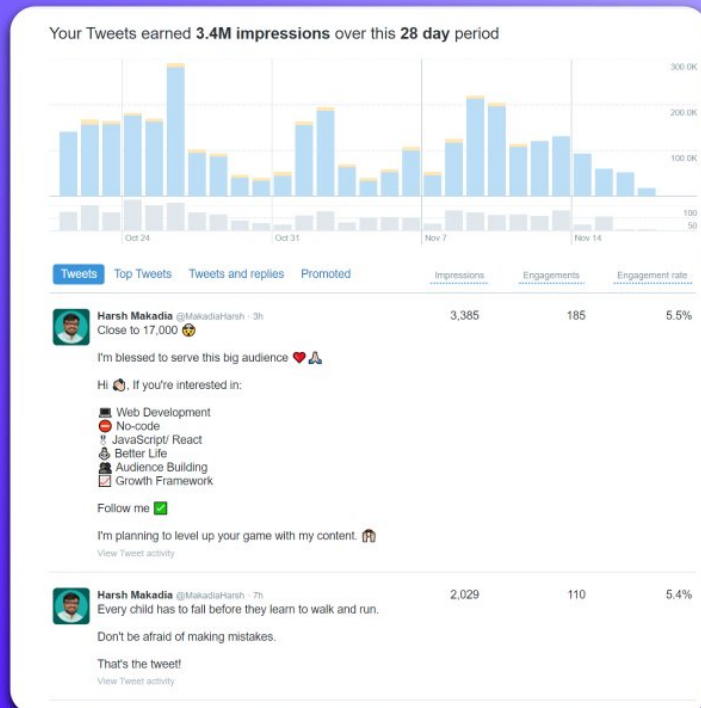 Your Tweets earned 3.4M impressions over this 28 day period
300.0K
200.0K
100.0K
100
50
Oct 24
Oct 31
Nov 7
Nov 14
Tweets Top Tweets Tweets and replies Promoted Impressions Engagements Engagement rate
Harsh Makadia @MakadiaHarsh · 3h 3,385 185 5.5%
Close to 17,000 🤯
I'm blessed to serve this big audience ❤️🙏🏻
Hi 👋🏻, If you're interested in:
💻 Web Development
⛔ No-code
JavaScript/ React
Better Life
👥 Audience Building
📈 Growth Framework
Follow me ✅
I'm planning to level up your game with my content.
View Tweet activity
Harsh Makadia @MakadiaHarsh · 7h 2,029 110 5.4%
Every child has to fall before they learn to walk and run.
Don't be afraid of making mistakes.
That's the tweet!
View Tweet activity